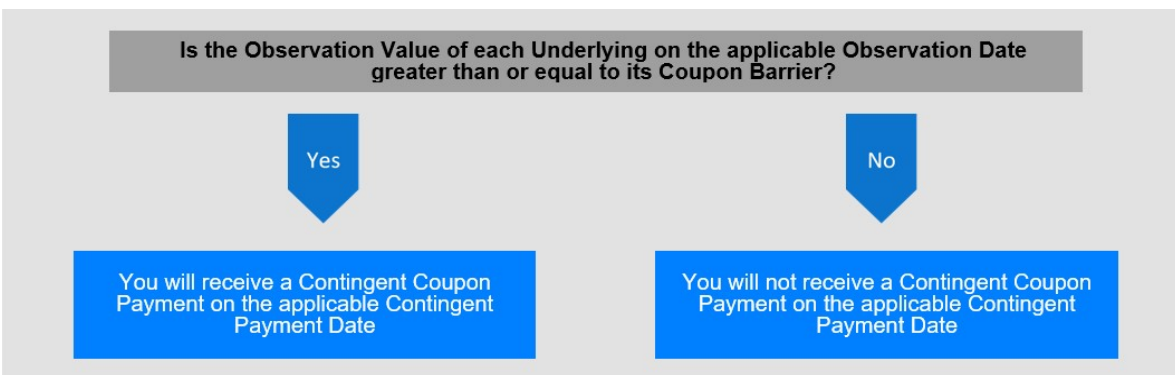 Is the Observation Value of each Underlying on the applicable Observation Date
greater than or equal to its Coupon Barrier?
Yes
No
You will receive a Contingent Coupon
Payment on the applicable Contingent
Payment Date
You will not receive a Contingent Coupon
Payment on the applicable Contingent
Payment Date